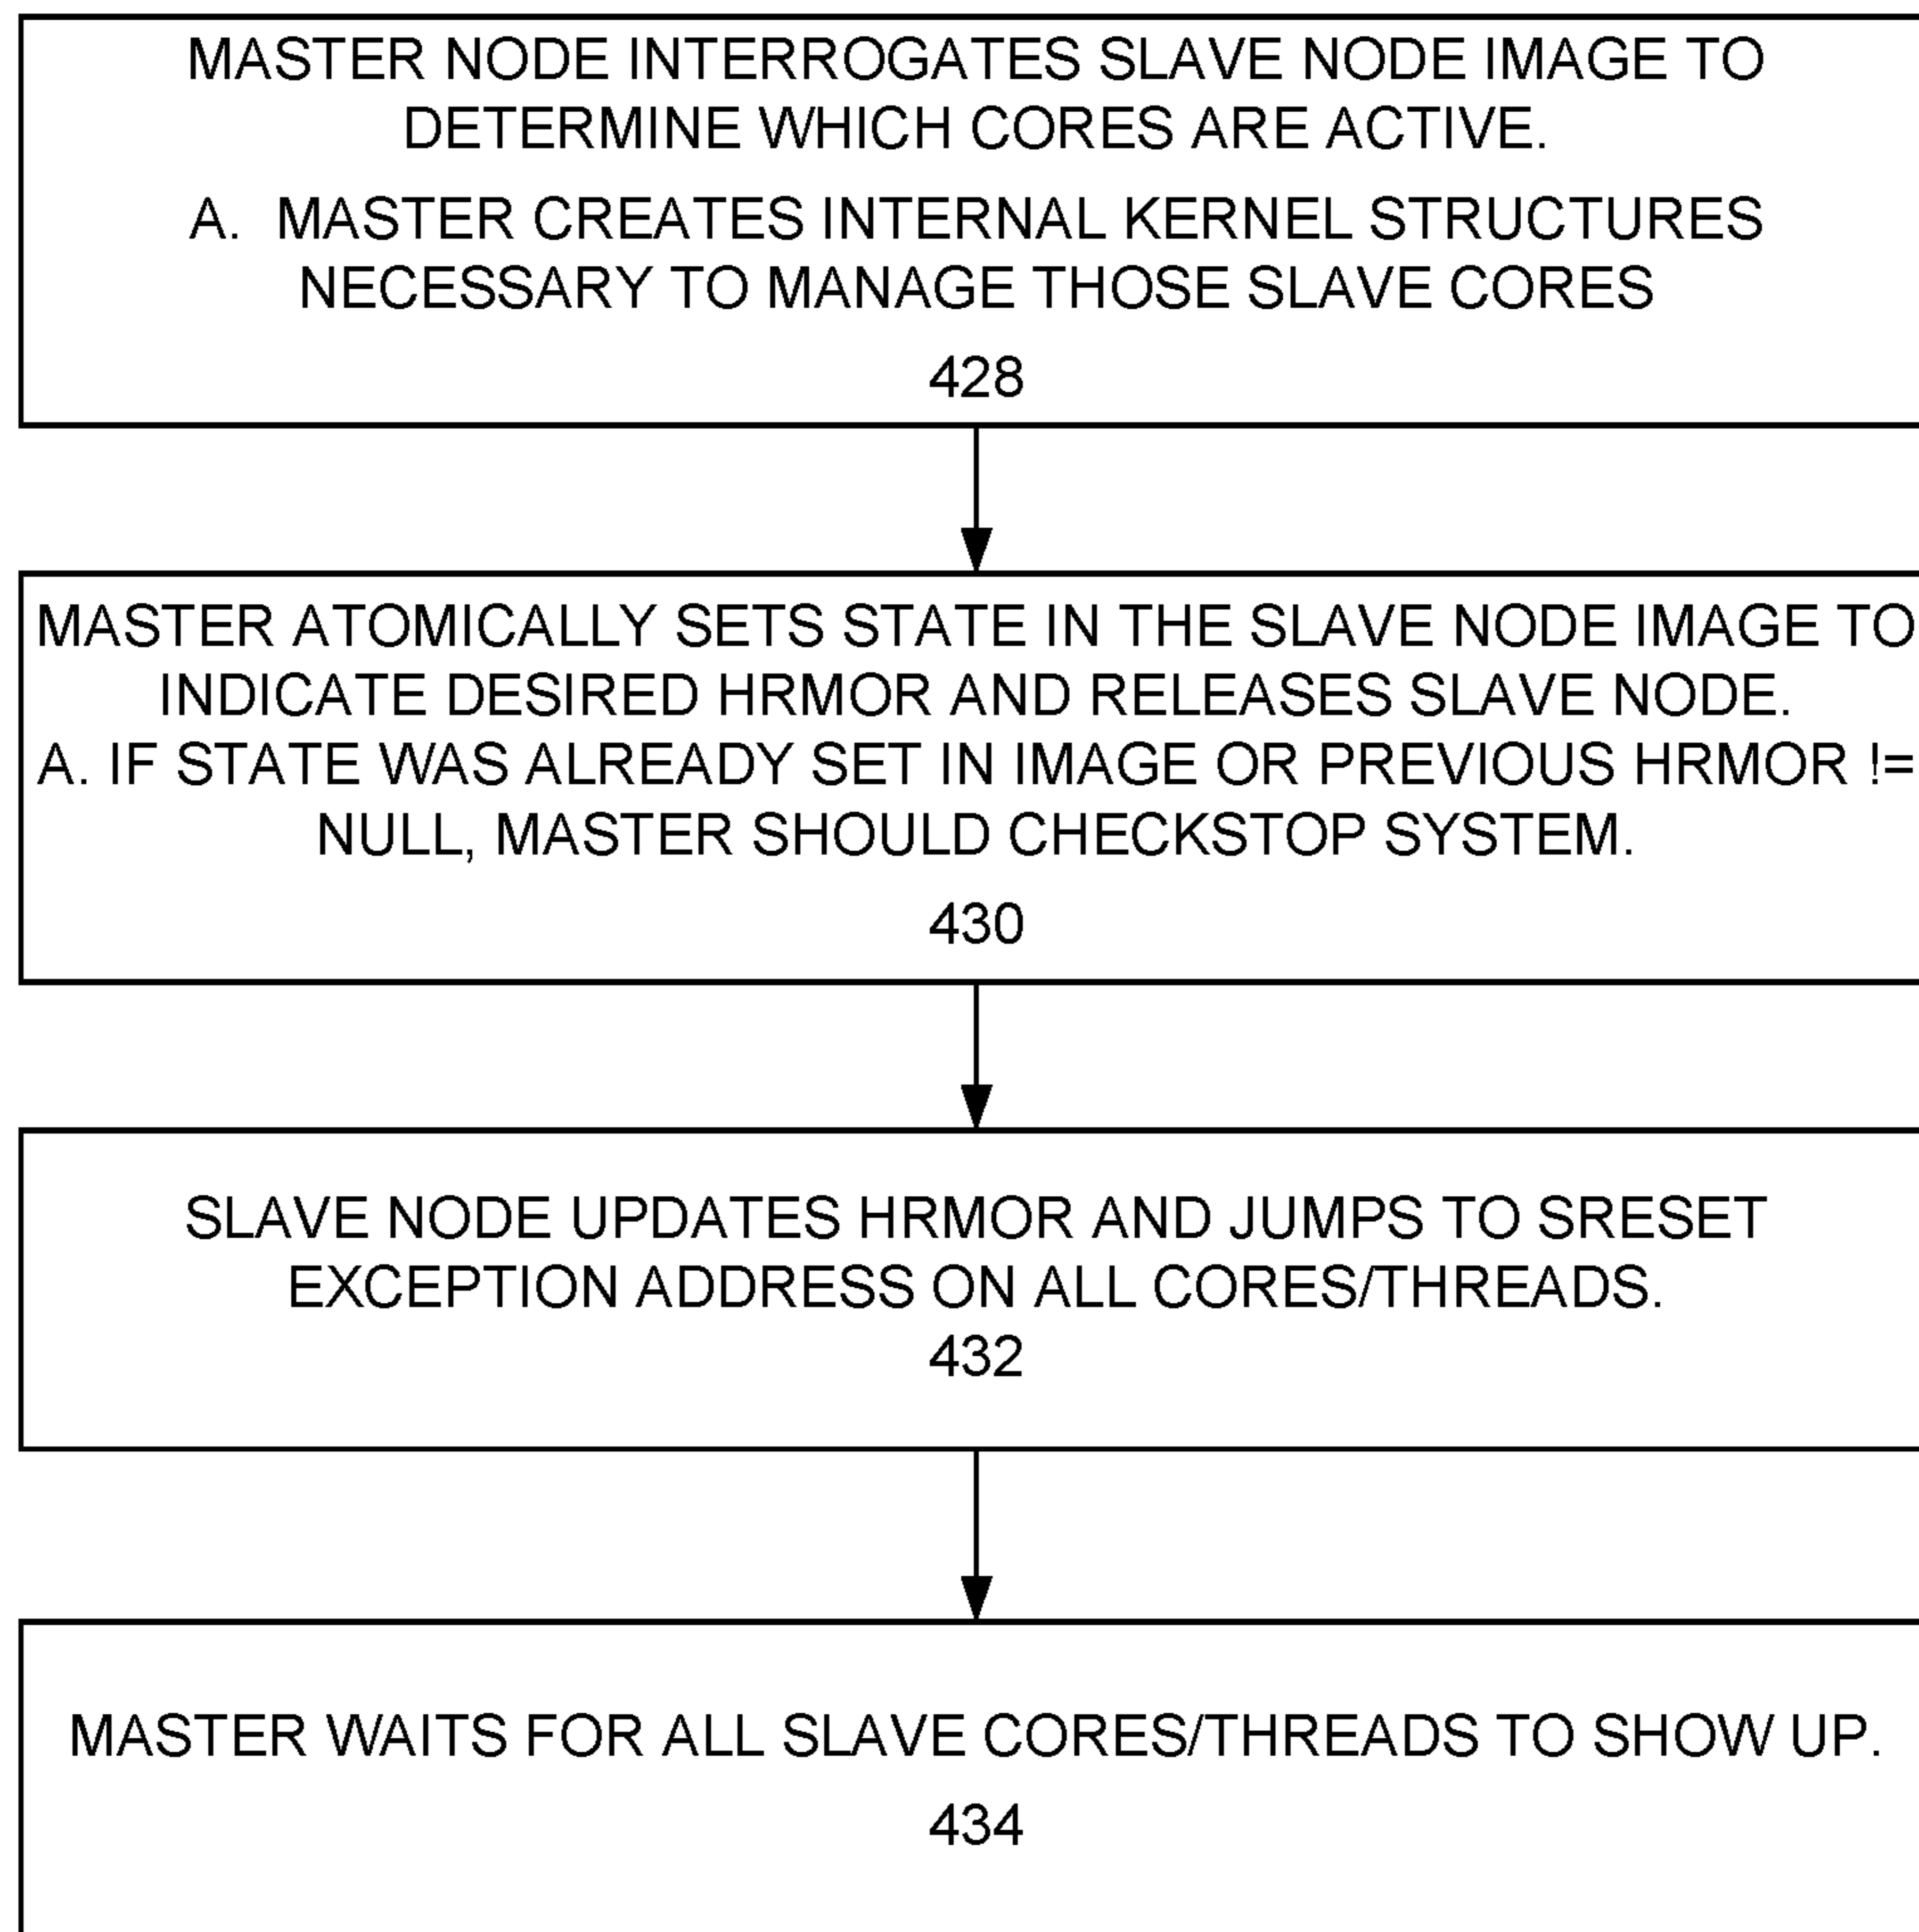 MASTER NODE INTERROGATES SLAVE NODE IMAGE TO
DETERMINE WHICH CORES ARE ACTIVE.
A. MASTER CREATES INTERNAL KERNEL STRUCTURES
NECESSARY TO MANAGE THOSE SLAVE CORES
428
MASTER ATOMICALLY SETS STATE IN THE SLAVE NODE IMAGE TO
INDICATE DESIRED HRMOR AND RELEASES SLAVE NODE.
A. IF STATE WAS ALREADY SET IN IMAGE OR PREVIOUS HRMOR !=
NULL, MASTER SHOULD CHECKSTOP SYSTEM.
430
SLAVE NODE UPDATES HRMOR AND JUMPS TO SRESET
EXCEPTION ADDRESS ON ALL CORES/THREADS.
432
MASTER WAITS FOR ALL SLAVE CORES/THREADS TO SHOW UP.
434